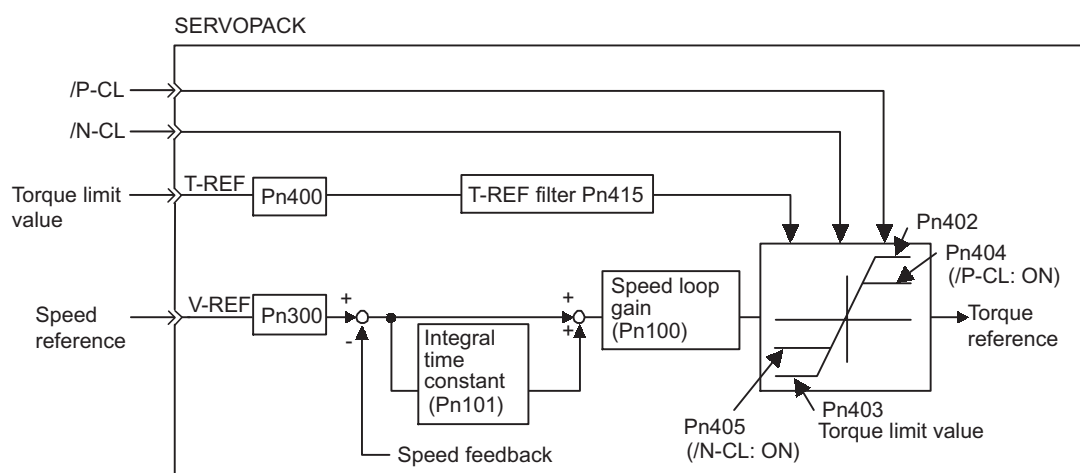 SERVOPACK
/P-CL
/N-CL
Torque limit
value
T-REF
Pn400
T-REF filter Pn415
Pn402
Pn404
(/P-CL: ON)
Speed
reference
V-REF
Pn300
+
-
Integral
time
constant
(Pn101)
+
+
Speed loop
gain
(Pn100)
Torque
reference
Pn403
Torque limit value
Pn405
(/N-CL: ON)
Speed feedback